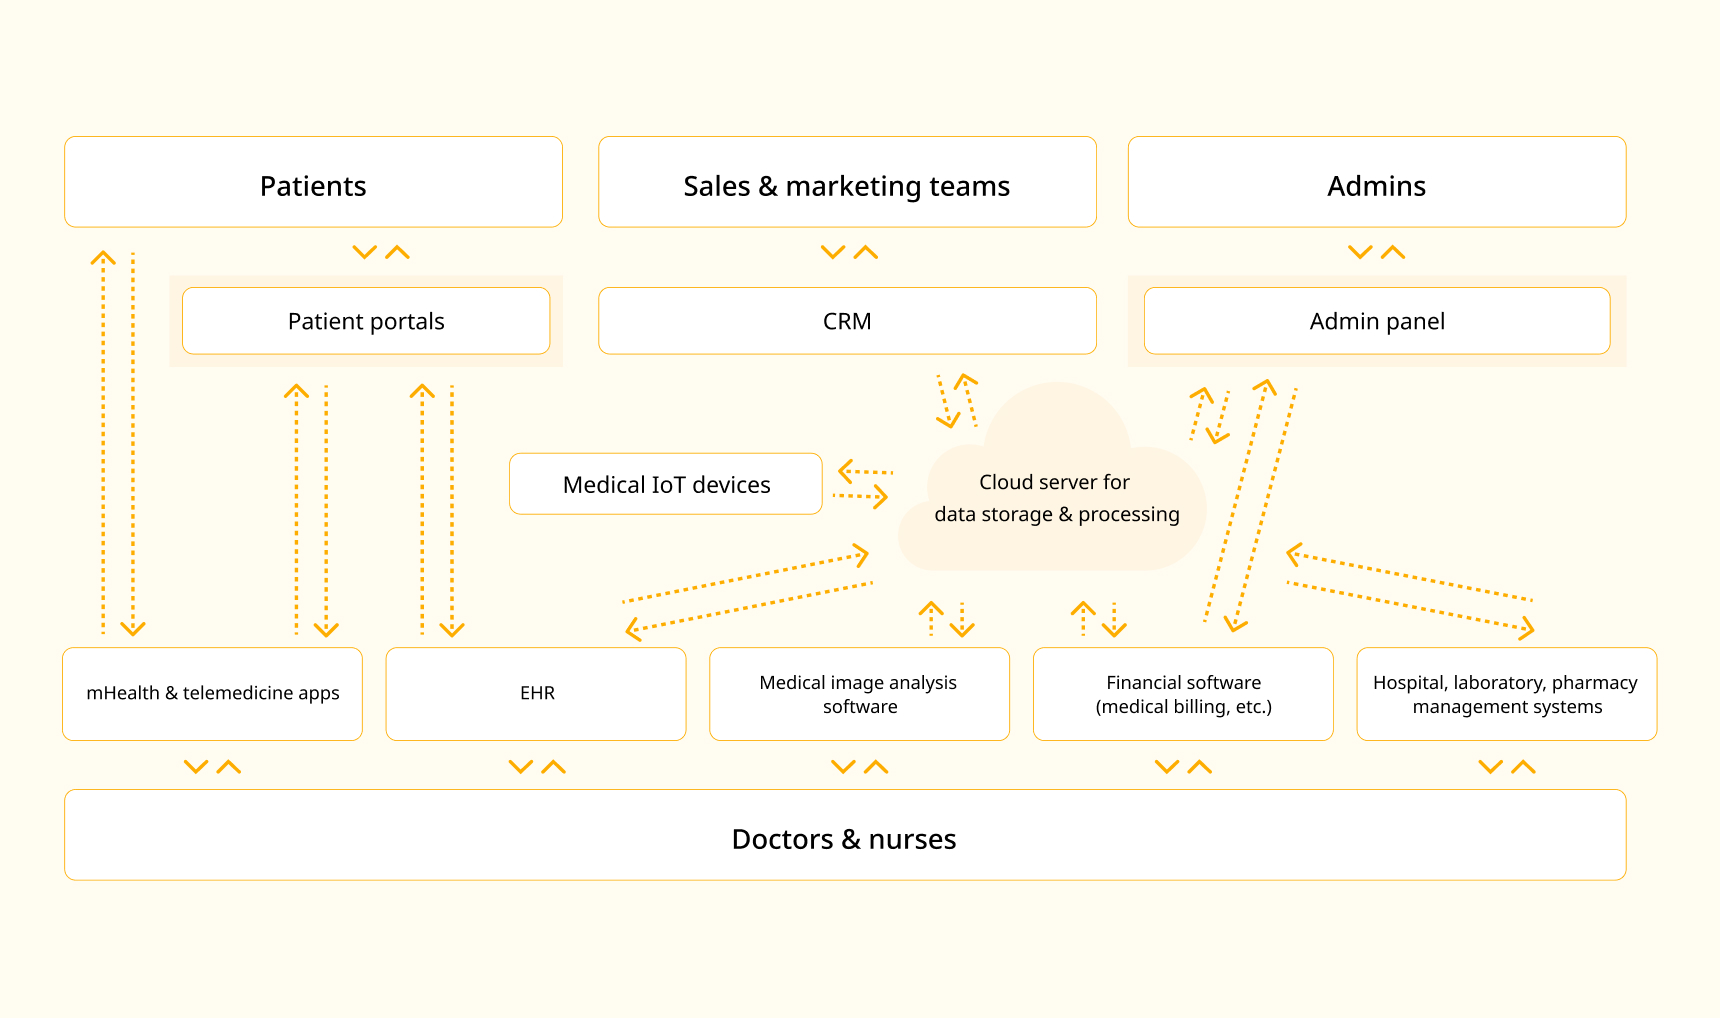 Patients
Sales & marketing teams
Admins
Patient portals
CRM
Admin panel
Medical IoT devices
Cloud server for
data storage & processing
mHealth & telemedicine apps
EHR
Medical image analysis
software
Financial software
(medical billing, etc.)
Hospital, laboratory, pharmacy
management systems
Doctors & nurses